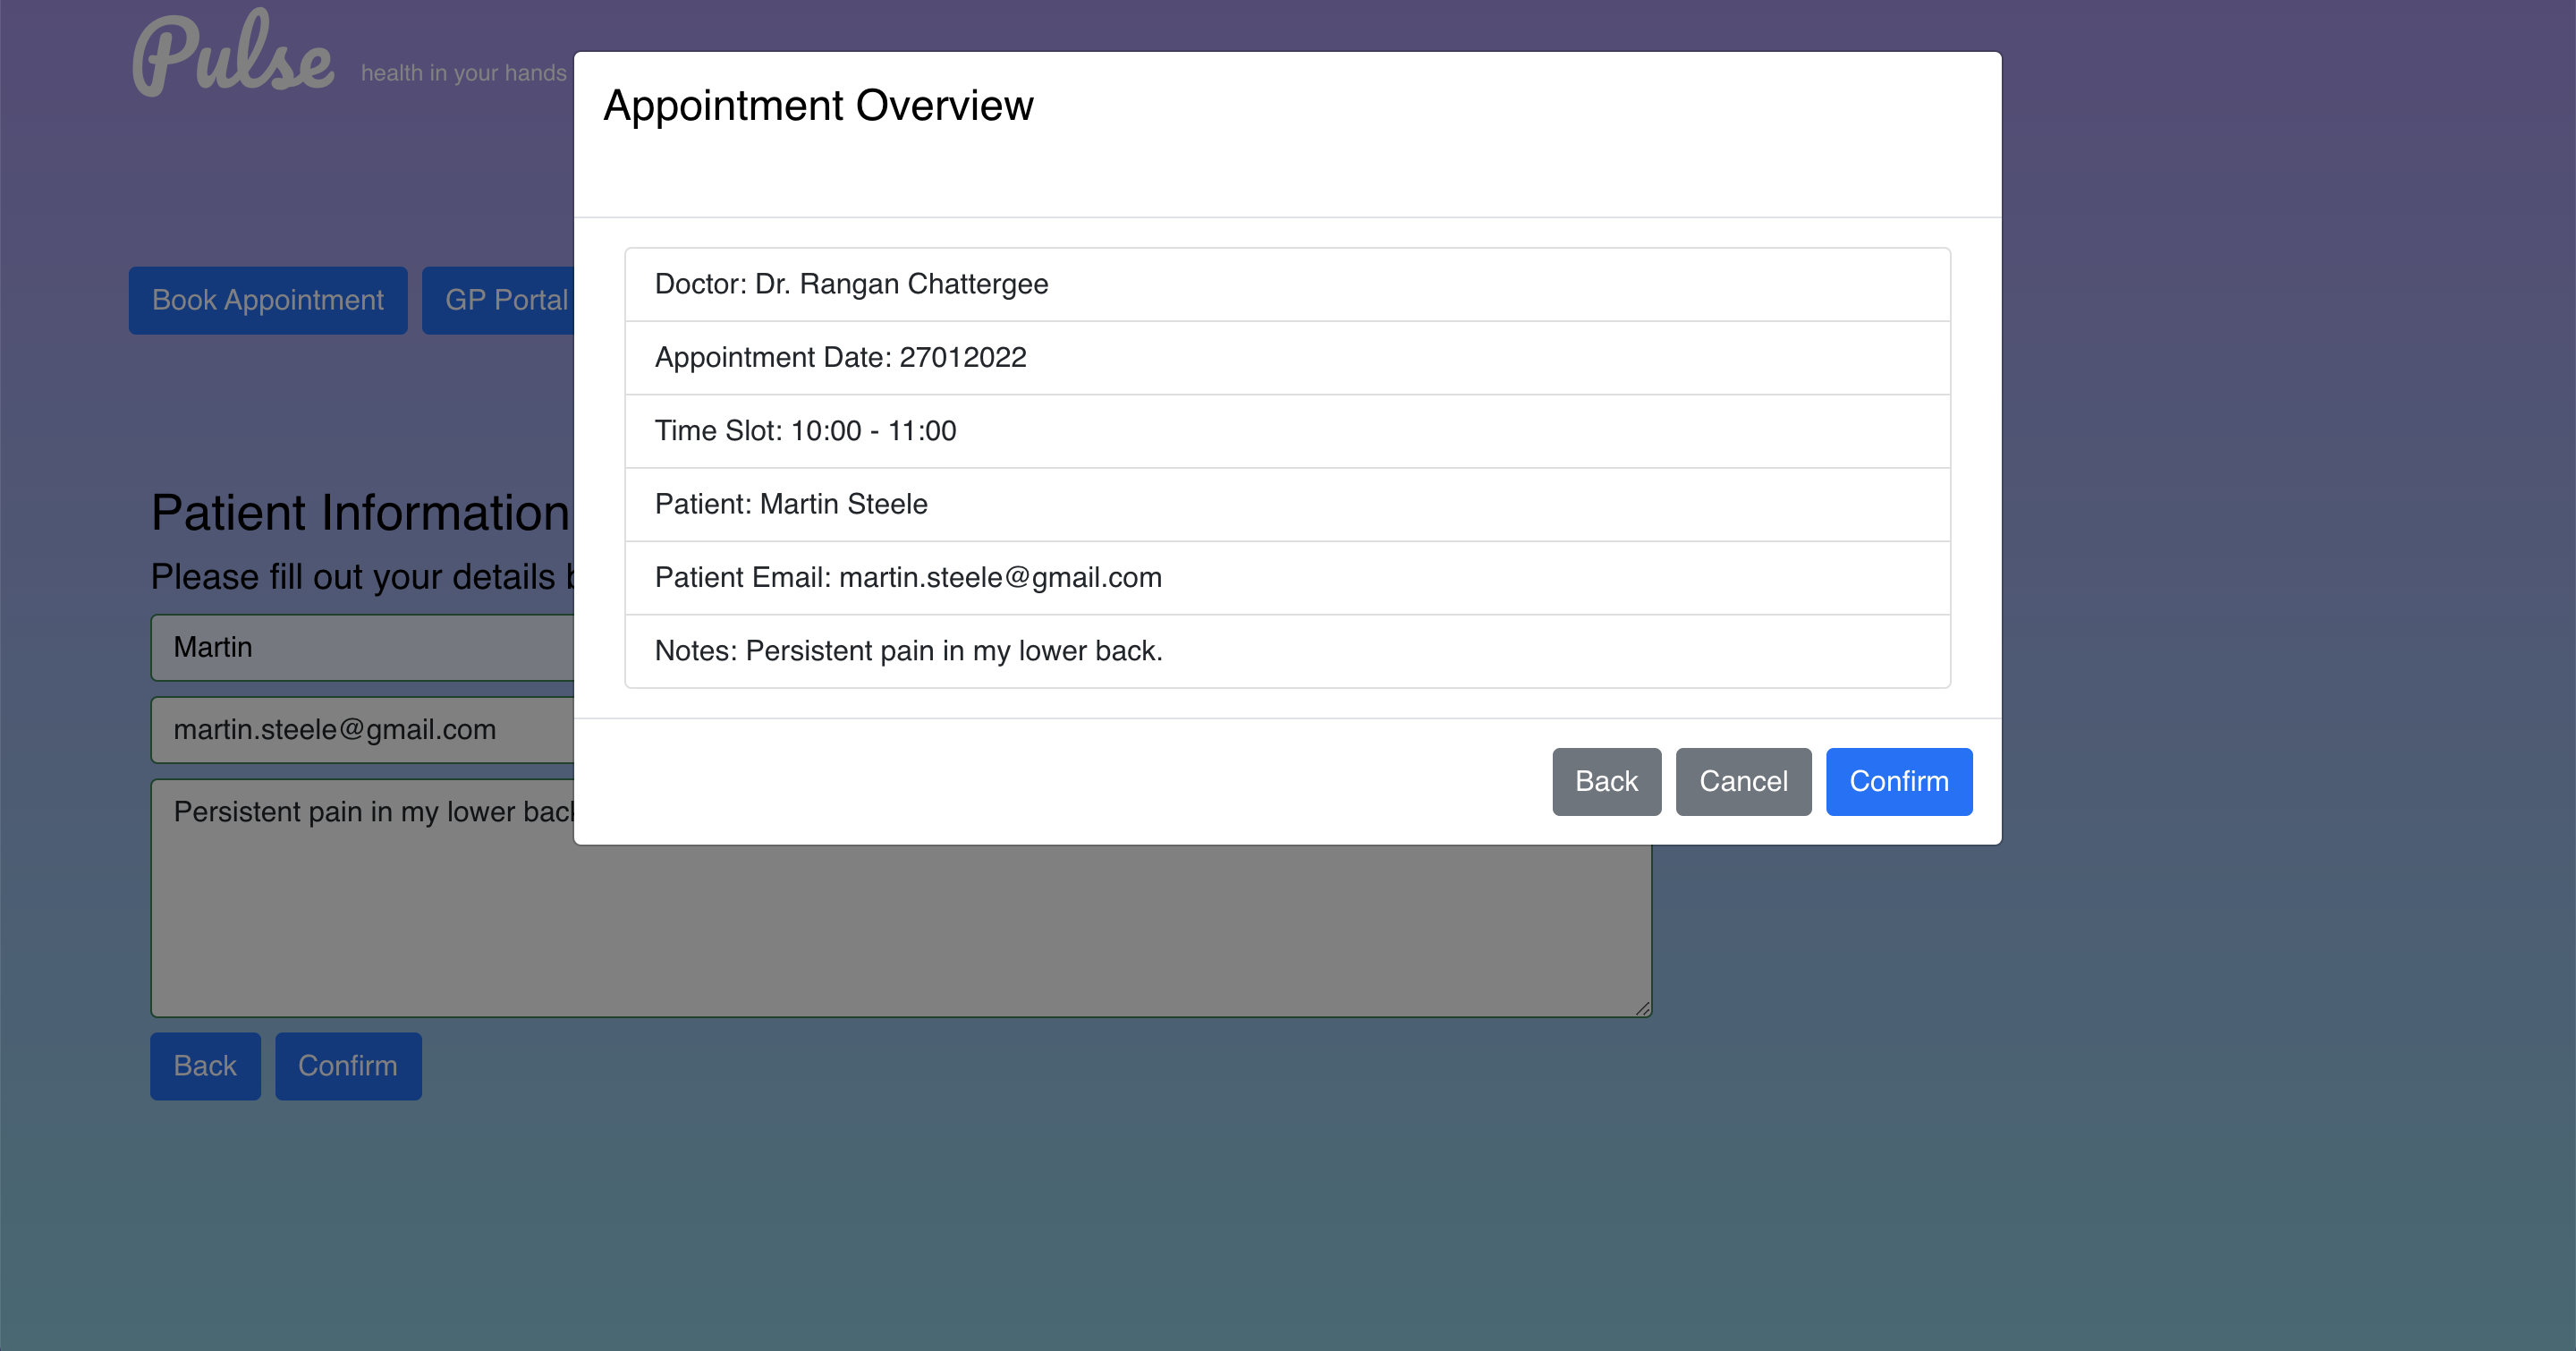 Pulse health in your hands
Appointment Overview
Book Appointment GP Portal
Doctor: Dr. Rangan Chattergee
Appointment Date: 27012022
Time Slot: 10:00 - 11:00
Patient: Martin Steele
Patient Email: martin.steele@gmail.com
Notes: Persistent pain in my lower back.
Back Cancel Confirm
Patient Information
Please fill out your details
Martin
martin.steele@gmail.com
Persistent pain in my lower back
Back Confirm